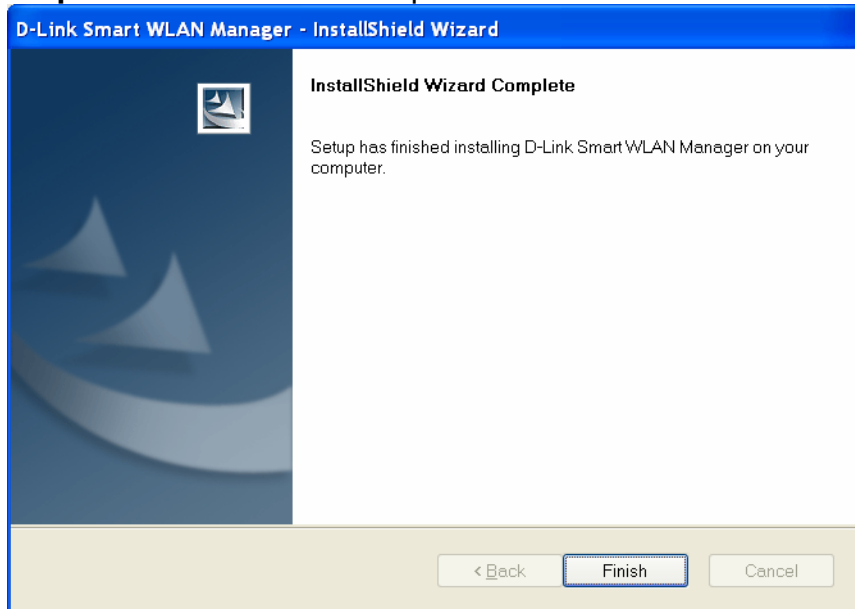 D-Link Smart WLAN Manager - InstallShield Wizard
InstallShield Wizard Complete
Setup has finished installing D-Link Smart WLAN Manager on your
computer.
< Back
Finish
Cancel